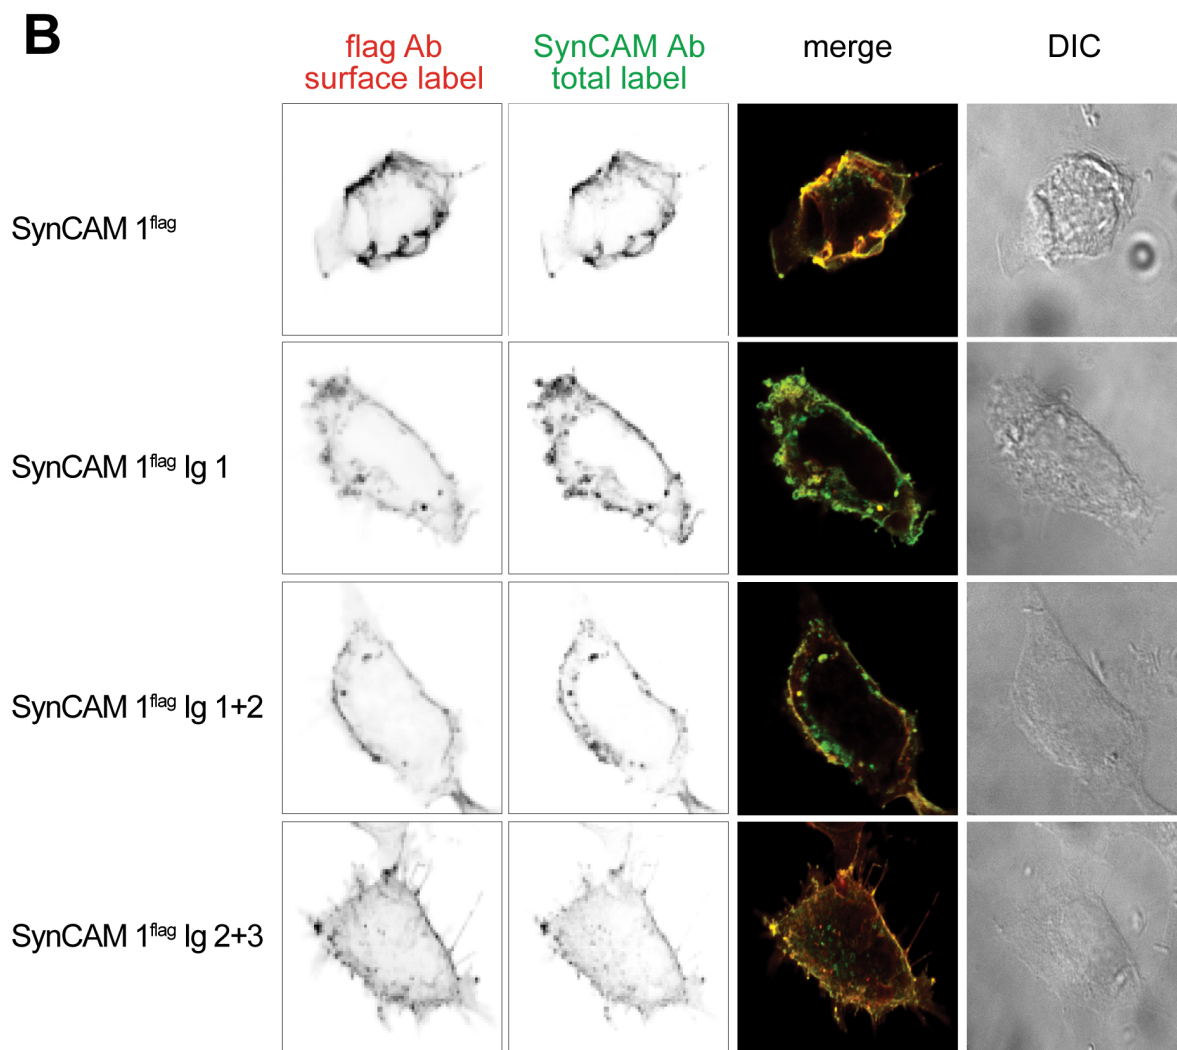 B
flag Ab
surface label
SynCAM Ab
total label
merge
DIC
SynCAM 1flag
SynCAM 1flag Ig 1
SynCAM 1flag Ig 1+2
SynCAM 1flag Ig 2+3